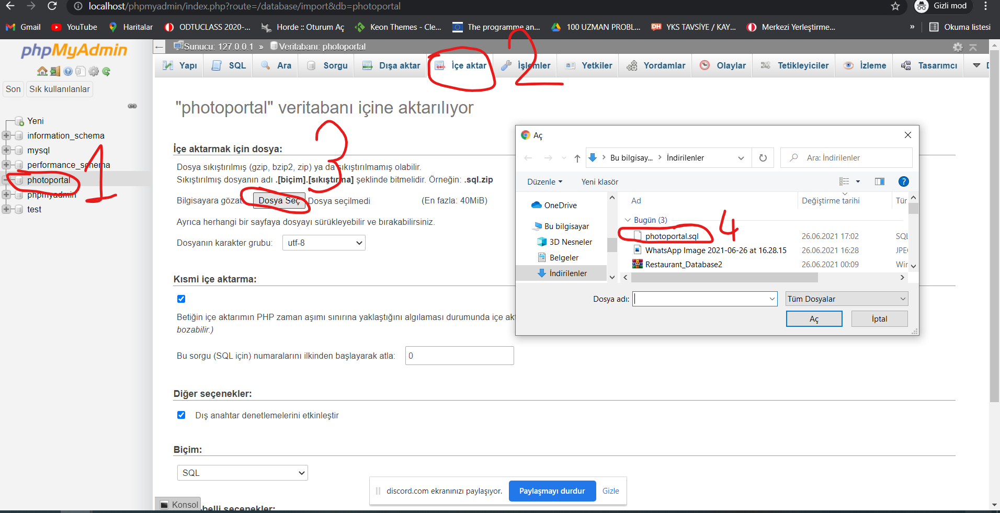 localhost/phpmyadmin/index.php?route=/database/import&db=photoportal
Gizli mod
Gmail
YouTube
Haritalar
ODTUCLASS 2020-...
Horde :: Oturum Aç
Keon Themes - Cle...
The programme an...
100 UZMAN PROBL...
DH
YKS TAVSİYE / KAY...
Merkezi Yerleştirme...
»
Okuma listesi
phpMyAdmin
Son
Sık kullanılanlar
Yeni
information_schema
mysql
performance_schema
photoportal
phpmyadmin
test
1
Sunucu: 127.0.0.1 » Veritabanı: photoportal
Yapı
SQL
Ara
Sorgu
Dışa aktar
İçe aktar
2
İşlemler
Yetkiler
Yordamlar
Olaylar
Tetikleyiciler
İzleme
Tasarımcı
"photoportal" veritabanı içine aktarılıyor
3
İçe aktarmak için dosya:
Dosya sıkıştırılmış (gzip, bzip2, zip) ya da sıkıştırılmamış olabilir.
Sıkıştırılmış dosyanın adı .[biçim].[sıkıştırma] şeklinde bitmelidir. Örneğin: .sql.zip
Bilgisayara gözat: Dosya Seç Dosya seçilmedi (En fazla: 40MiB)
Ayrıca herhangi bir sayfaya dosyayı sürükleyebilir ve bırakabilirsiniz.
Dosyanın karakter grubu: utf-8
Kısmi içe aktarma:
Betiğin içe aktarımın PHP zaman aşımı sınırına yaklaştığını algılaması durumunda içe akt
bozabilir.)
Bu sorgu (SQL için) numaralarını ilkinden başlayarak atla: 0
Diğer seçenekler:
Dış anahtar denetlemelerini etkinleştir
Biçim:
SQL
Konsol
belli seçenekler:
discord.com ekranınızı paylaşıyor.
Paylaşmayı durdur
Gizle
Aç
Bu bilgisay... > İndirilenler
Ara: İndirilenler
Düzenle
Yeni klasör
?
OneDrive
Bu bilgisayar
3D Nesneler
Belgeler
İndirilenler
Ad
Değiştirme tarihi
Tür
Bugün (3)
4
photoportal.sql 26.06.2021 17:02 SQL
WhatsApp Image 2021-06-26 at 16.28.15 26.06.2021 16:28 JPE
Restaurant_Database2 26.06.2021 00:09 Wir
Dosya adı:
Tüm Dosyalar
Aç
İptal